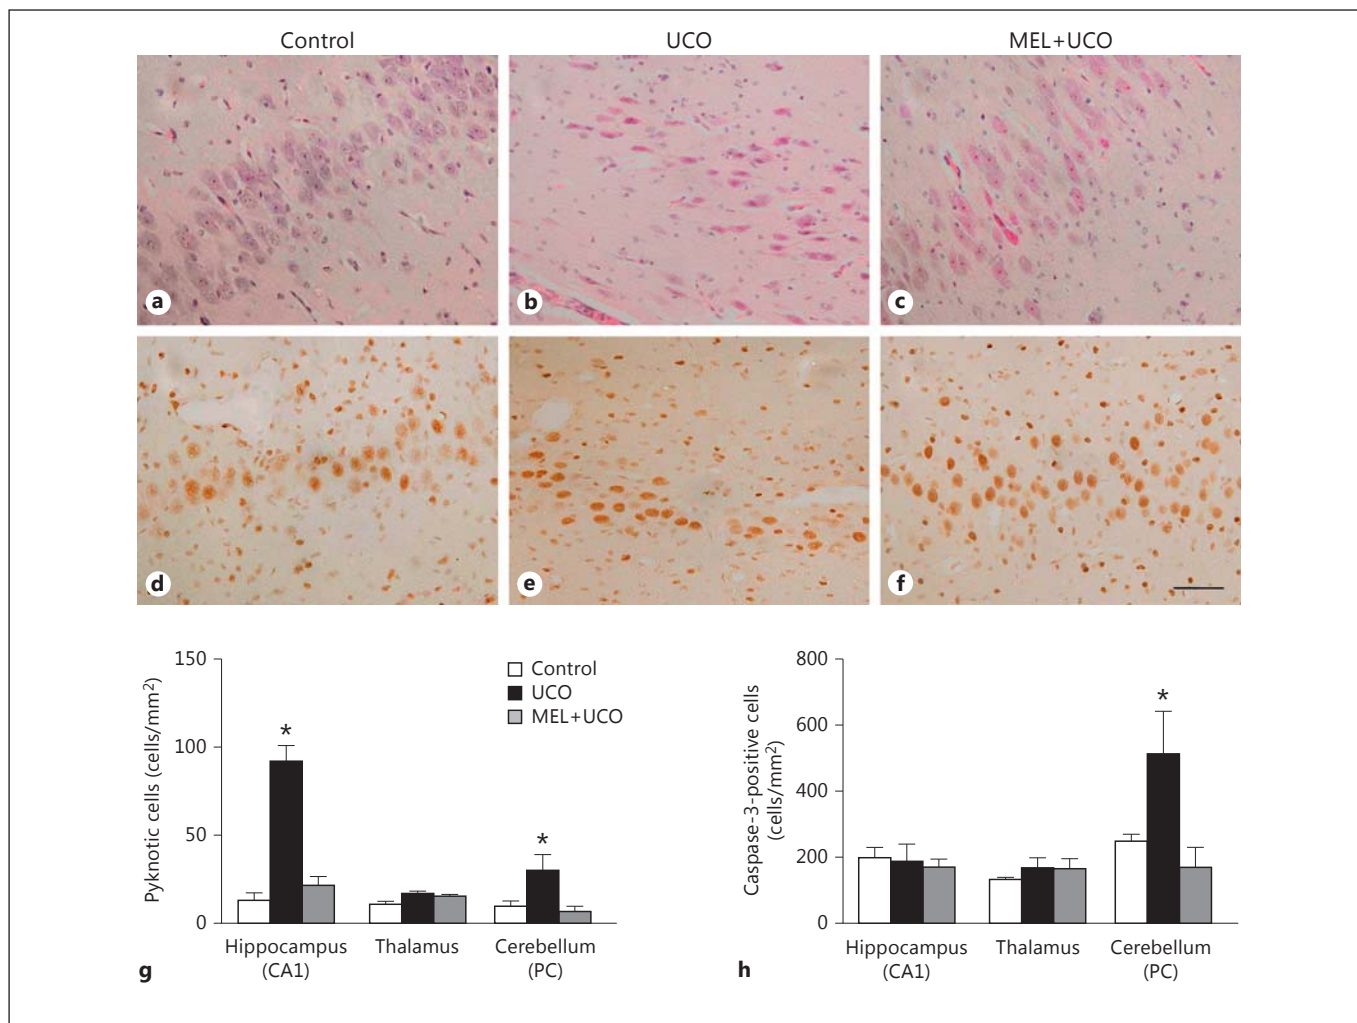 Control UCO MEL+UCO
a b c
d e f
150
100
50
0
Pyknotic cells (cells/mm²)
Control
UCO
MEL+UCO
*
*
Hippocampus (CA1)
Thalamus
Cerebellum (PC)
g
800
600
400
200
0
Caspase-3-positive cells
(cells/mm²)
*
Hippocampus (CA1)
Thalamus
Cerebellum (PC)
h